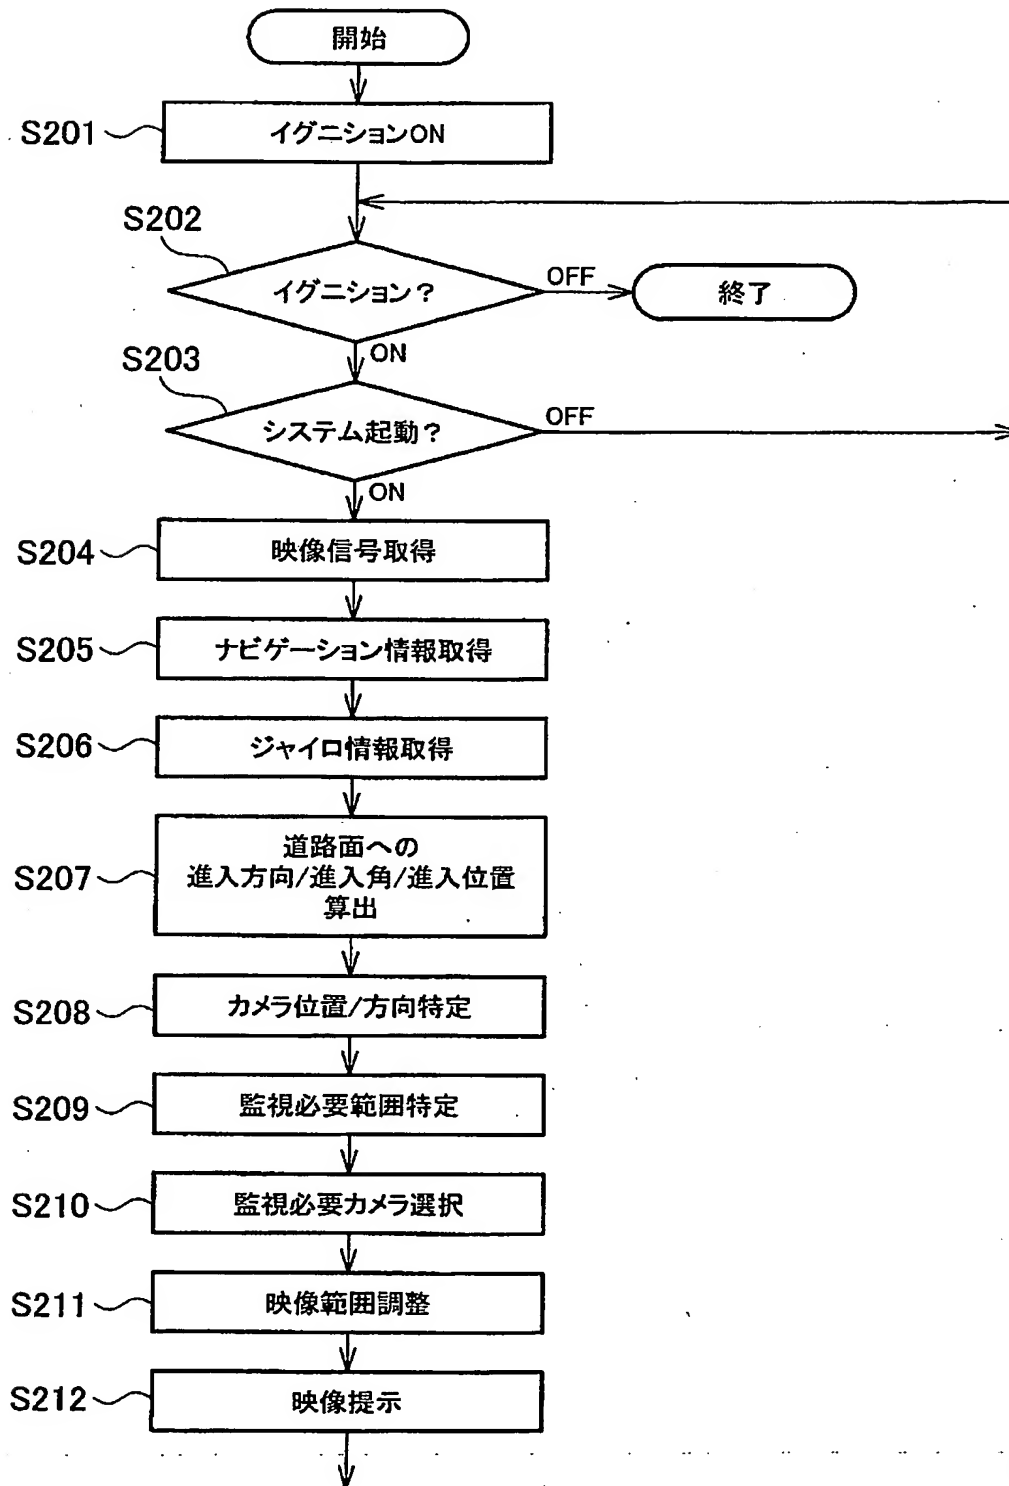 開始
S201
イグニションON
S202
イグニション?
OFF
終了
ON
S203
システム起動?
OFF
ON
S204
映像信号取得
S205
ナビゲーション情報取得
S206
ジャイロ情報取得
S207
道路面への
進入方向/進入角/進入位置
算出
S208
カメラ位置/方向特定
S209
監視必要範囲特定
S210
監視必要カメラ選択
S211
映像範囲調整
S212
映像提示